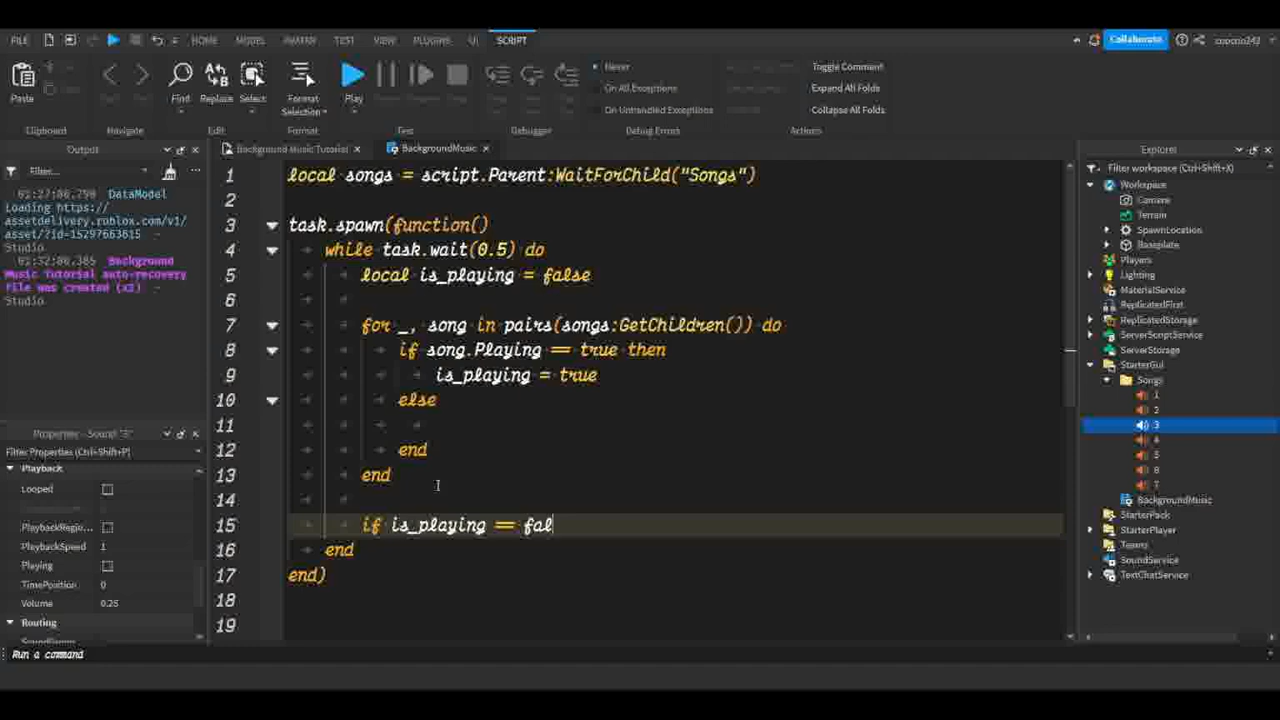 FILE HOME MODEL AVATAR TEST VIEW PLUGINS UI SCRIPT Collaborate
Paste Find Replace Select Format Selection Play Never Toggle Comment
On All Exceptions Expand All Folds
On Unhandled Exceptions Collapse All Folds
Clipboard Navigate Edit Format Test Debugger Debug Errors Actions
Output Background Music Tutorial BackgroundMusic Explorer
Filter... Filter workspace (Ctrl+Shift+X)
DataModel
Loading https://
assetdelivery.roblox.com/v1/
asset/?id=15297663815 -
Studio
Background
Music Tutorial auto-recovery
file was created
Studio
1 local songs = script.Parent:WaitForChild("Songs")
2
3 task.spawn(function()
4 while task.wait(0.5) do
5 local is_playing = false
6
7 for _, song in pairs(songs:GetChildren()) do
8 if song.Playing == true then
9 is_playing = true
10 else
11
12 end
13 end
14
15 if is_playing == fal
16 end
17 end)
18
19
Properties - Sound "3"
Filter Properties (Ctrl+Shift+P)
Playback
Looped
PlaybackRegio...
PlaybackSpeed 1
Playing
TimePosition 0
Volume 0.25
Routing
Workspace
Camera
Terrain
SpawnLocation
Baseplate
Players
Lighting
MaterialService
ReplicatedFirst
ReplicatedStorage
ServerScriptService
ServerStorage
StarterGui
Songs
1
2
3
4
5
6
7
BackgroundMusic
StarterPack
StarterPlayer
Teams
SoundService
TextChatService
Run a command